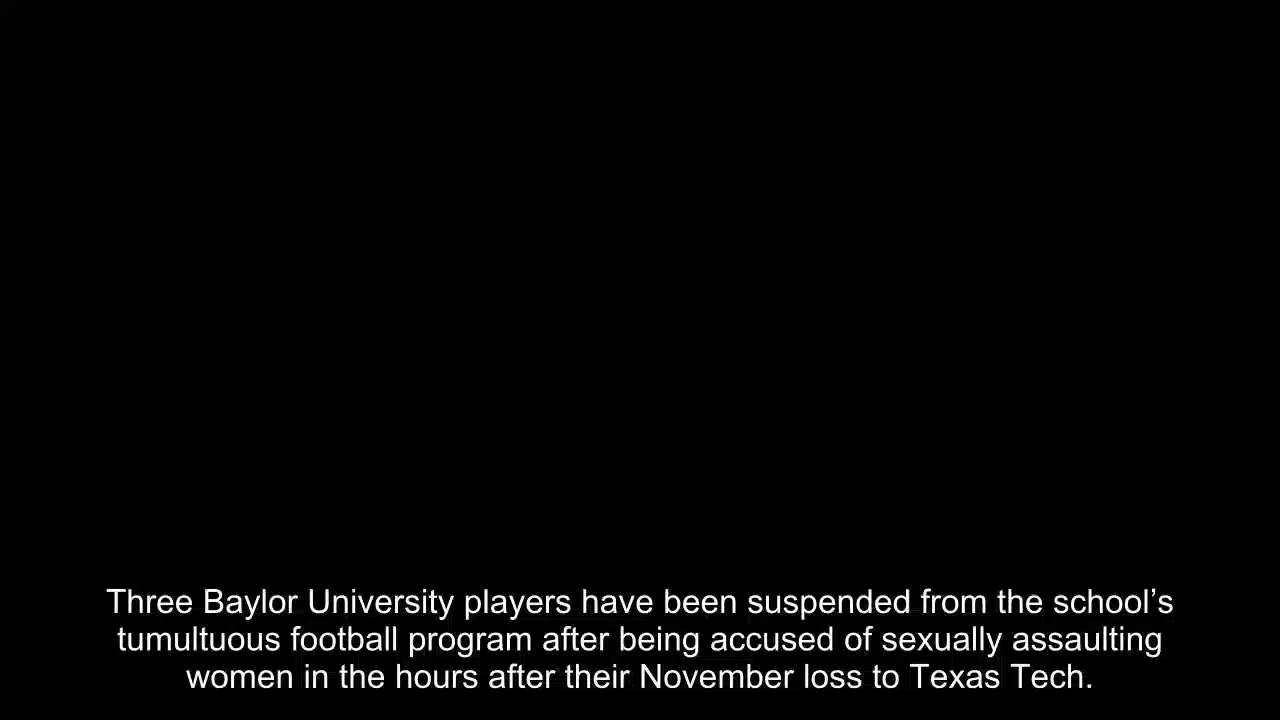 Three Baylor University players have been suspended from the school’s
tumultuous football program after being accused of sexually assaulting
women in the hours after their November loss to Texas Tech.